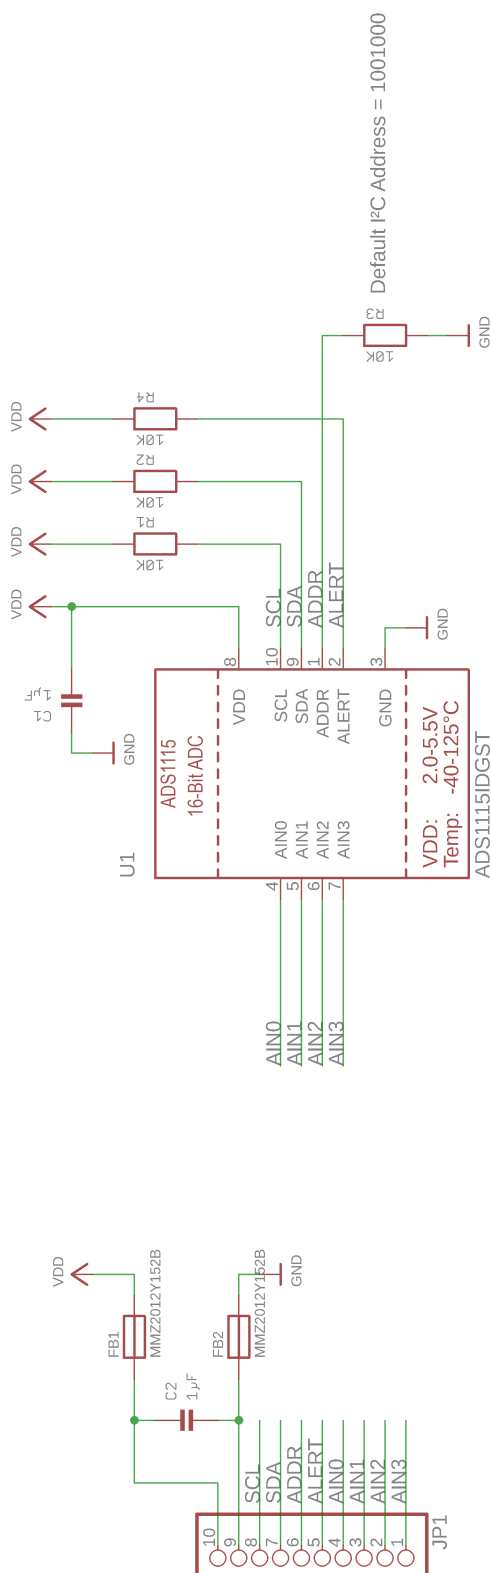 Default I²C Address = 1001000
R3
10K
GND
VDD
R4
10K
VDD
R2
10K
VDD
R1
10K
VDD
C1
1µF
GND
GND
SCL
SDA
ADDR
ALERT
8
10
9
1
2
3
VDD
SCL
SDA
ADDR
ALERT
GND
ADS1115
16-Bit ADC
VDD: 2.0-5.5V
Temp: -40-125°C
AIN0
AIN1
AIN2
AIN3
U1
ADS1115IDGST
4
5
6
7
AIN0
AIN1
AIN2
AIN3
VDD
GND
FB1
MMZ2012Y152B
FB2
MMZ2012Y152B
C2
1µF
SCL
SDA
ADDR
ALERT
AIN0
AIN1
AIN2
AIN3
10
9
8
7
6
5
4
3
2
1
JP1